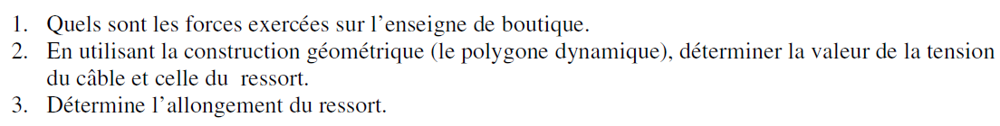 1. Quels sont les forces exercées sur l’enseigne de boutique.
2. En utilisant la construction géométrique (le polygone dynamique), déterminer la valeur de la tension
du câble et celle du ressort.
3. Détermine l’allongement du ressort.